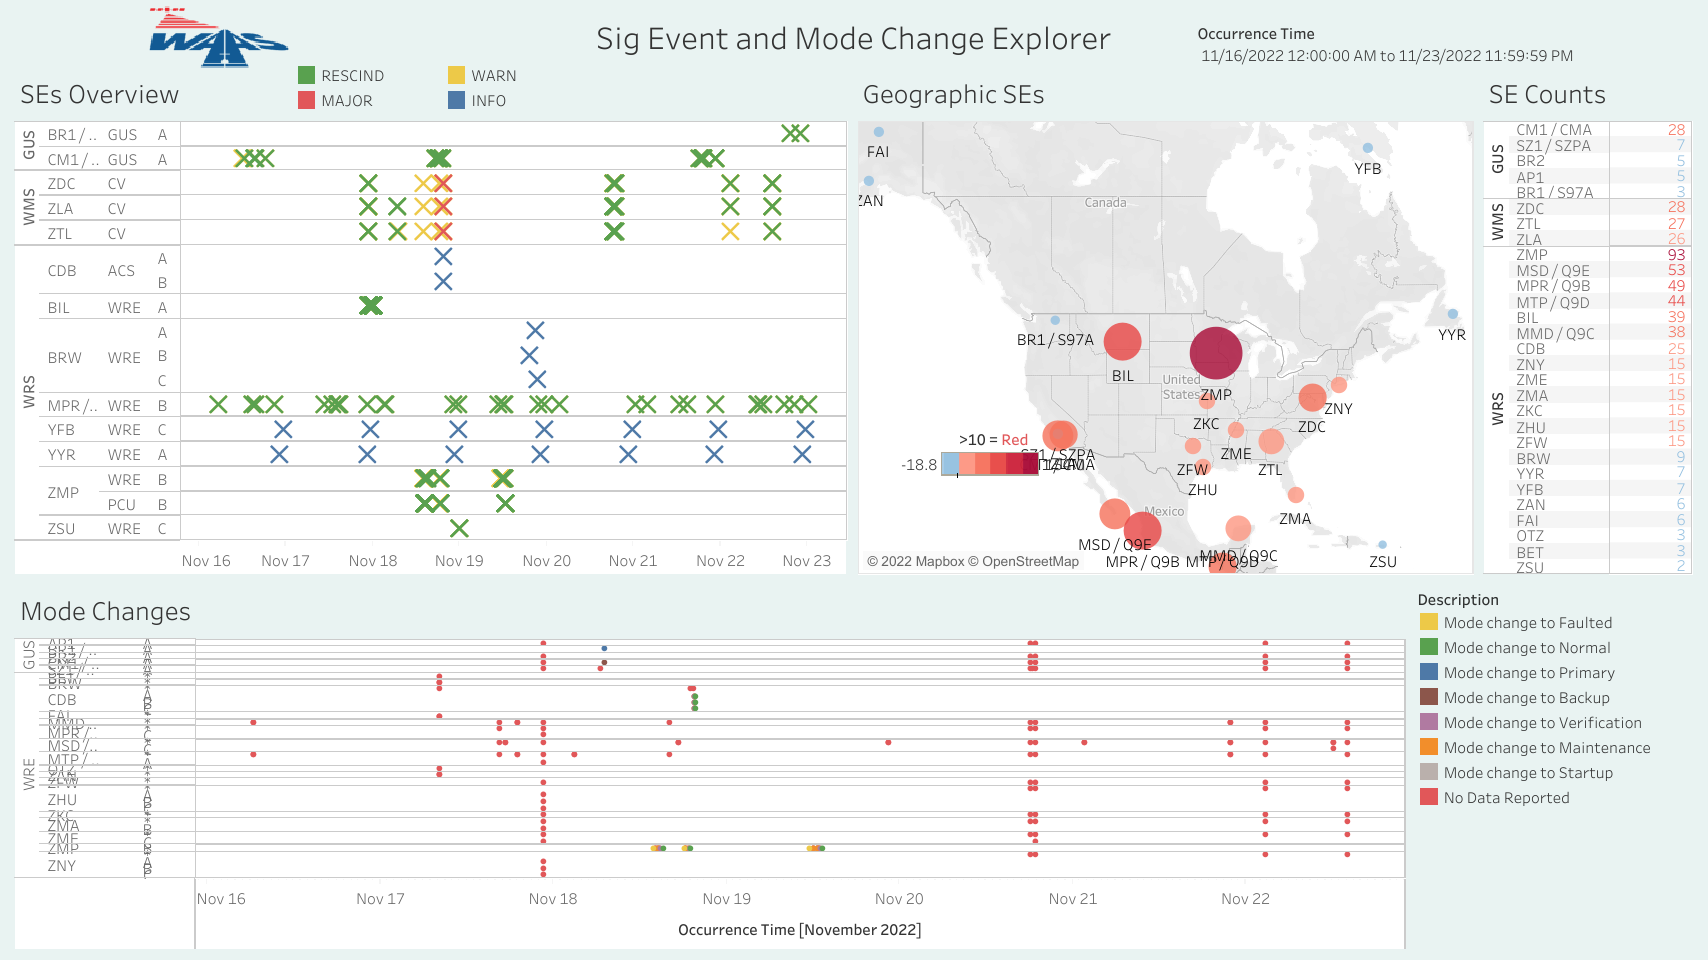 WAAS
Sig Event and Mode Change Explorer
Occurrence Time
11/16/2022 12:00:00 AM to 11/23/2022 11:59:59 PM
RESCIND
WARN
MAJOR
INFO
SEs Overview
GUS
BR1 / .. GUS A
CM1 / .. GUS A
WMS
ZDC CV
ZLA CV
ZTL CV
WRS
CDB ACS A
B
BIL WRE A
BRW WRE A
B
C
MPR /.. WRE B
YFB WRE C
YYR WRE A
ZMP WRE B
PCU B
ZSU WRE C
Nov 16 Nov 17 Nov 18 Nov 19 Nov 20 Nov 21 Nov 22 Nov 23
Geographic SEs
FAI
ZAN
YFB
Canada
YYR
BR1 / S97A
BIL
United
States
ZMP
ZNY
ZKC
ZDC
>10 = Red
-18.8
SZ1 / SZPA
ZME
ZFW
ZTL
ZHU
ZMA
Mexico
MSD / Q9E
MMD / Q9C
MPR / Q9B
MTP / Q9D
ZSU
© 2022 Mapbox © OpenStreetMap
SE Counts
GUS
CM1 / CMA 28
SZ1 / SZPA 7
BR2 5
AP1 5
BR1 / S97A 3
WMS
ZDC 28
ZTL 27
ZLA 26
WRS
ZMP 93
MSD / Q9E 53
MPR / Q9B 49
MTP / Q9D 44
BIL 39
MMD / Q9C 38
CDB 25
ZNY 15
ZME 15
ZMA 15
ZKC 15
ZHU 15
ZFW 15
BRW 9
YYR 7
YFB 7
ZAN 6
FAI 6
OTZ 3
BET 3
ZSU 2
Mode Changes
GUS
AP1 A
WRE
BRW *
CDB A
FAI *
MMD.. *
MPR /.. C
MSD /..
MTP /..
OTZ
ZAN
ZFW
ZHU A
ZKC
ZMA
ZME C
ZMP B
ZNY A
Nov 16 Nov 17 Nov 18 Nov 19 Nov 20 Nov 21 Nov 22
Occurrence Time [November 2022]
Description
Mode change to Faulted
Mode change to Normal
Mode change to Primary
Mode change to Backup
Mode change to Verification
Mode change to Maintenance
Mode change to Startup
No Data Reported